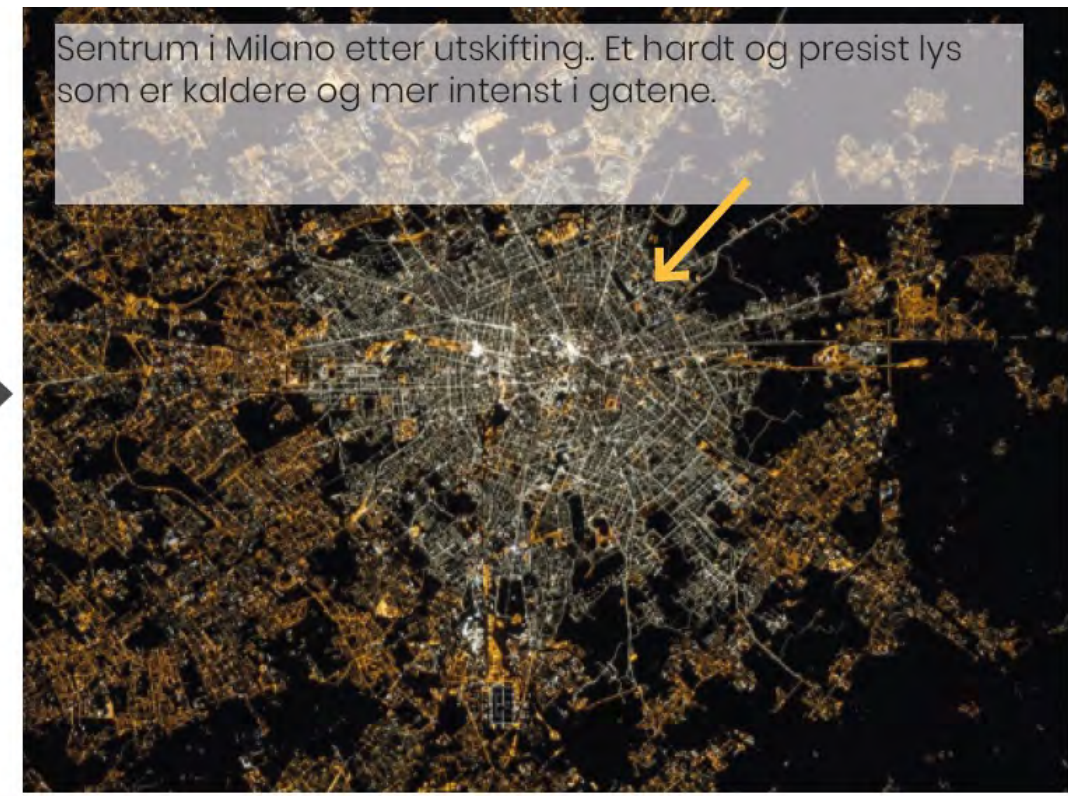 Sentrum i Milano etter utskifting.. Et hardt og presist lys
som er kaldere og mer intenst i gatene.